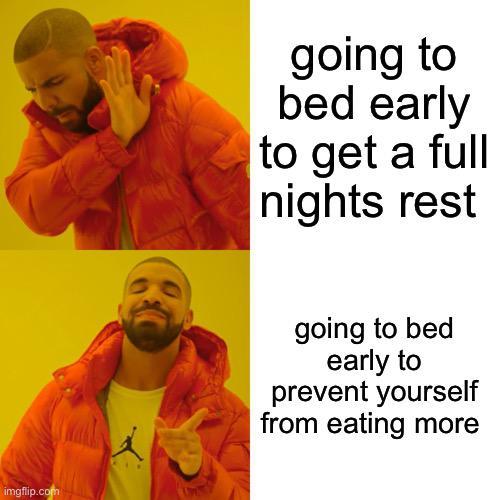 going to
bed early
to get a full
nights rest
going to bed
early to
prevent yourself
from eating more
imgflip.com